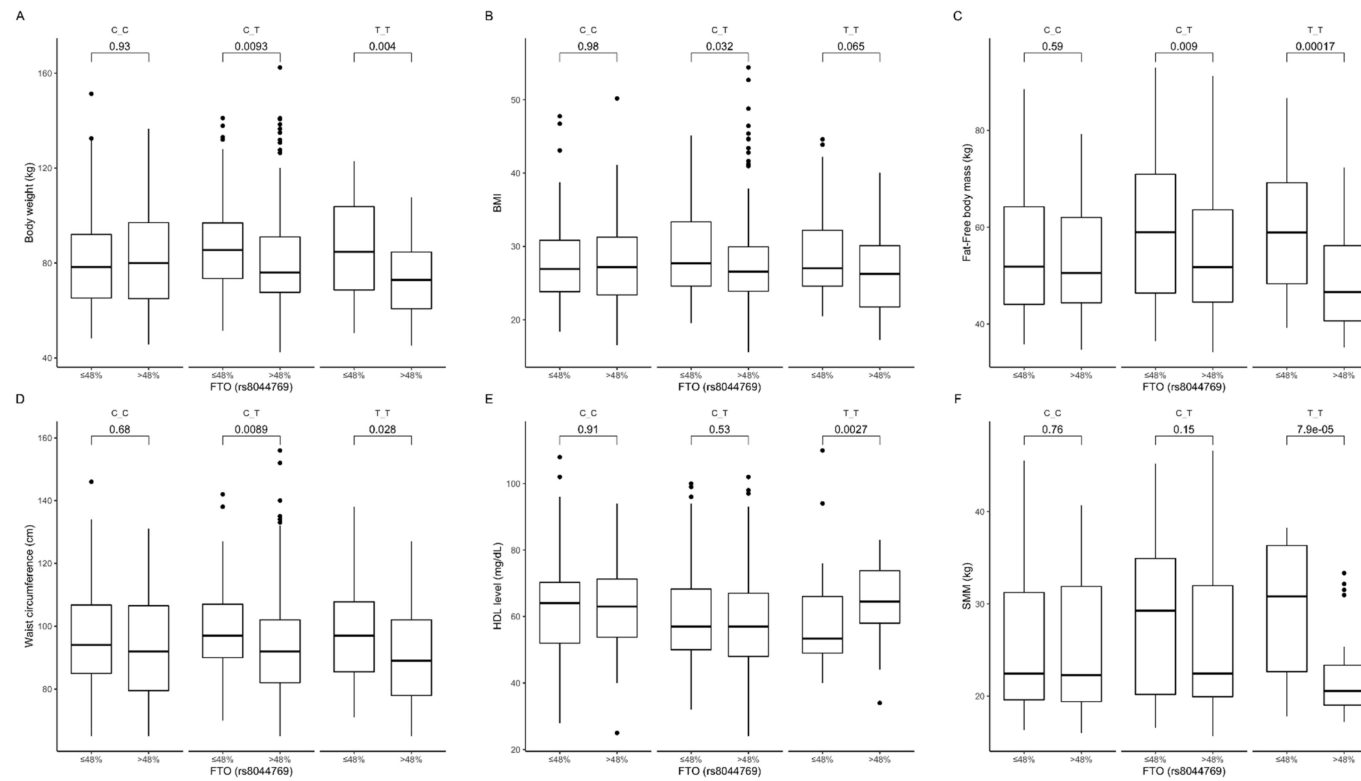 A
C_C
C_T
T_T
0.93
0.0093
0.004
Body weight (kg)
160
120
80
40
≤48%
>48%
≤48%
>48%
≤48%
>48%
FTO (rs8044769)
B
C_C
C_T
T_T
0.98
0.032
0.065
BMI
50
40
30
20
≤48%
>48%
≤48%
>48%
≤48%
>48%
FTO (rs8044769)
C
C_C
C_T
T_T
0.59
0.009
0.00017
Fat-Free body mass (kg)
80
60
40
≤48%
>48%
≤48%
>48%
≤48%
>48%
FTO (rs8044769)
D
C_C
C_T
T_T
0.68
0.0089
0.028
Waist circumference (cm)
160
140
120
100
80
≤48%
>48%
≤48%
>48%
≤48%
>48%
FTO (rs8044769)
E
C_C
C_T
T_T
0.91
0.53
0.0027
HDL level (mg/dL)
100
80
60
40
20
≤48%
>48%
≤48%
>48%
≤48%
>48%
FTO (rs8044769)
F
C_C
C_T
T_T
0.76
0.15
7.9e-05
SMM (kg)
40
30
20
≤48%
>48%
≤48%
>48%
≤48%
>48%
FTO (rs8044769)